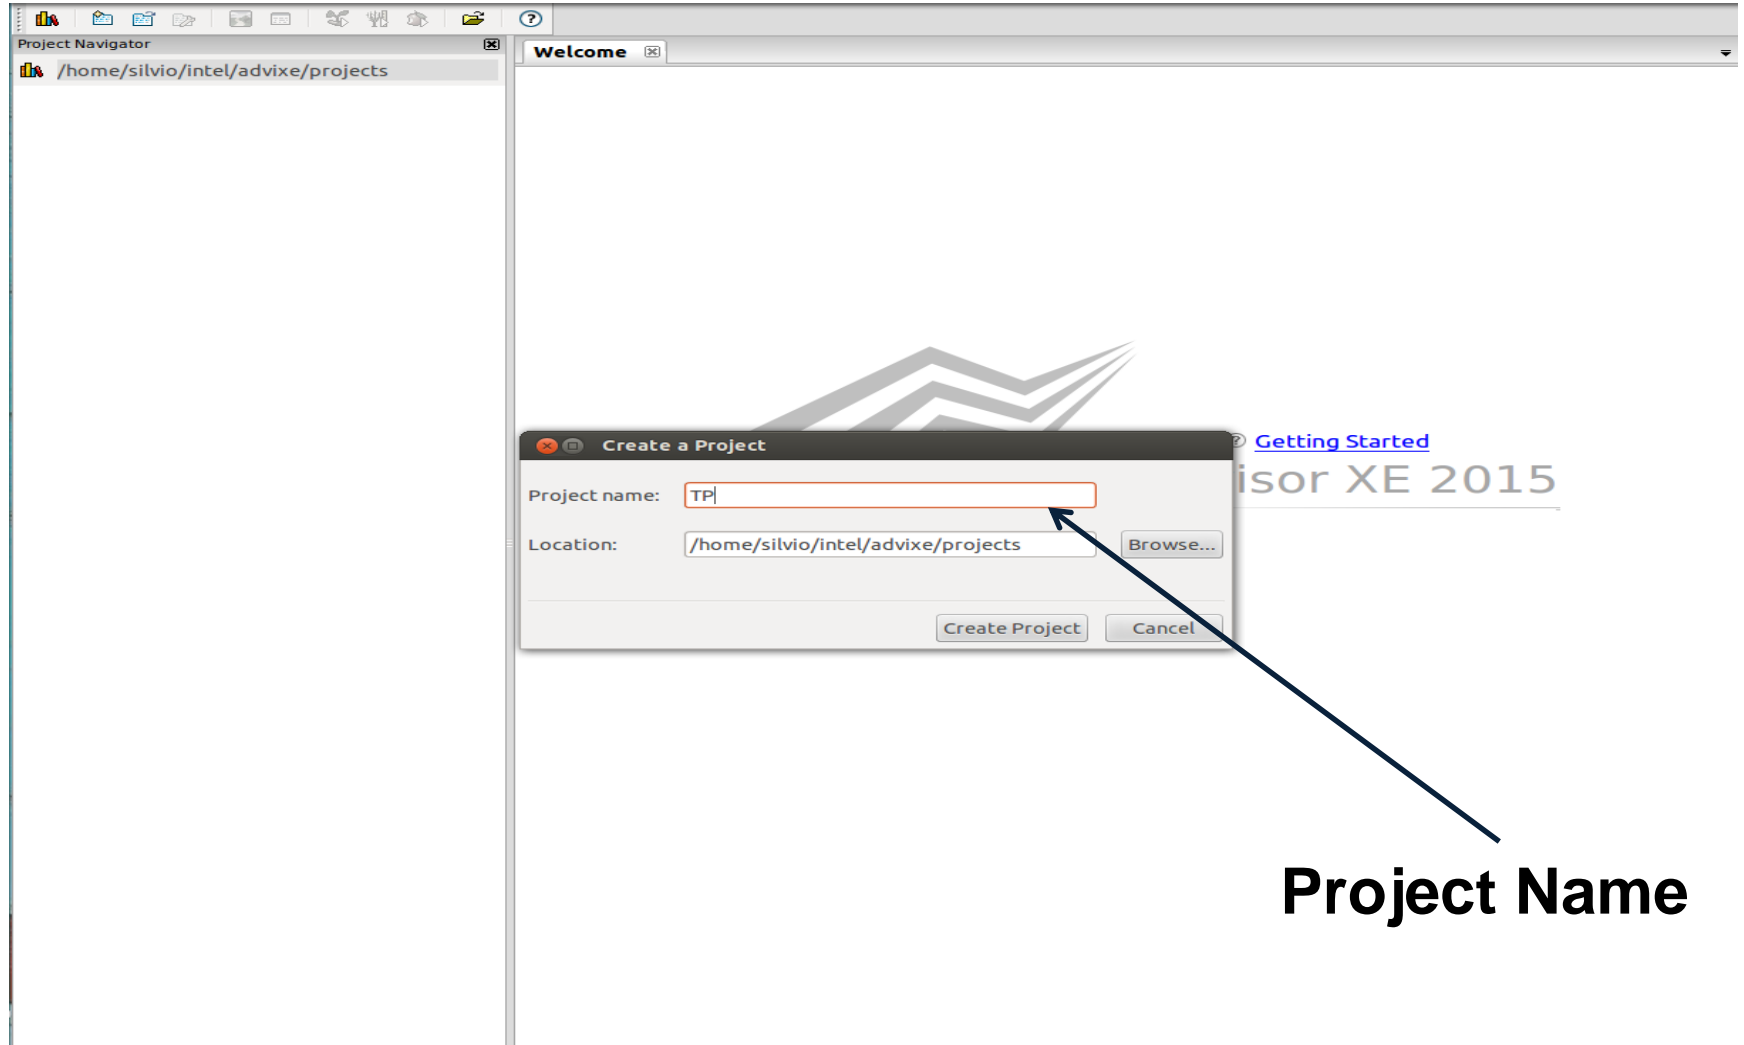 Project Navigator
/home/silvio/intel/advixe/projects
Welcome
Getting Started
isor XE 2015
Create a Project
Project name: TP
Location: /home/silvio/intel/advixe/projects Browse...
Create Project Cancel
Project Name